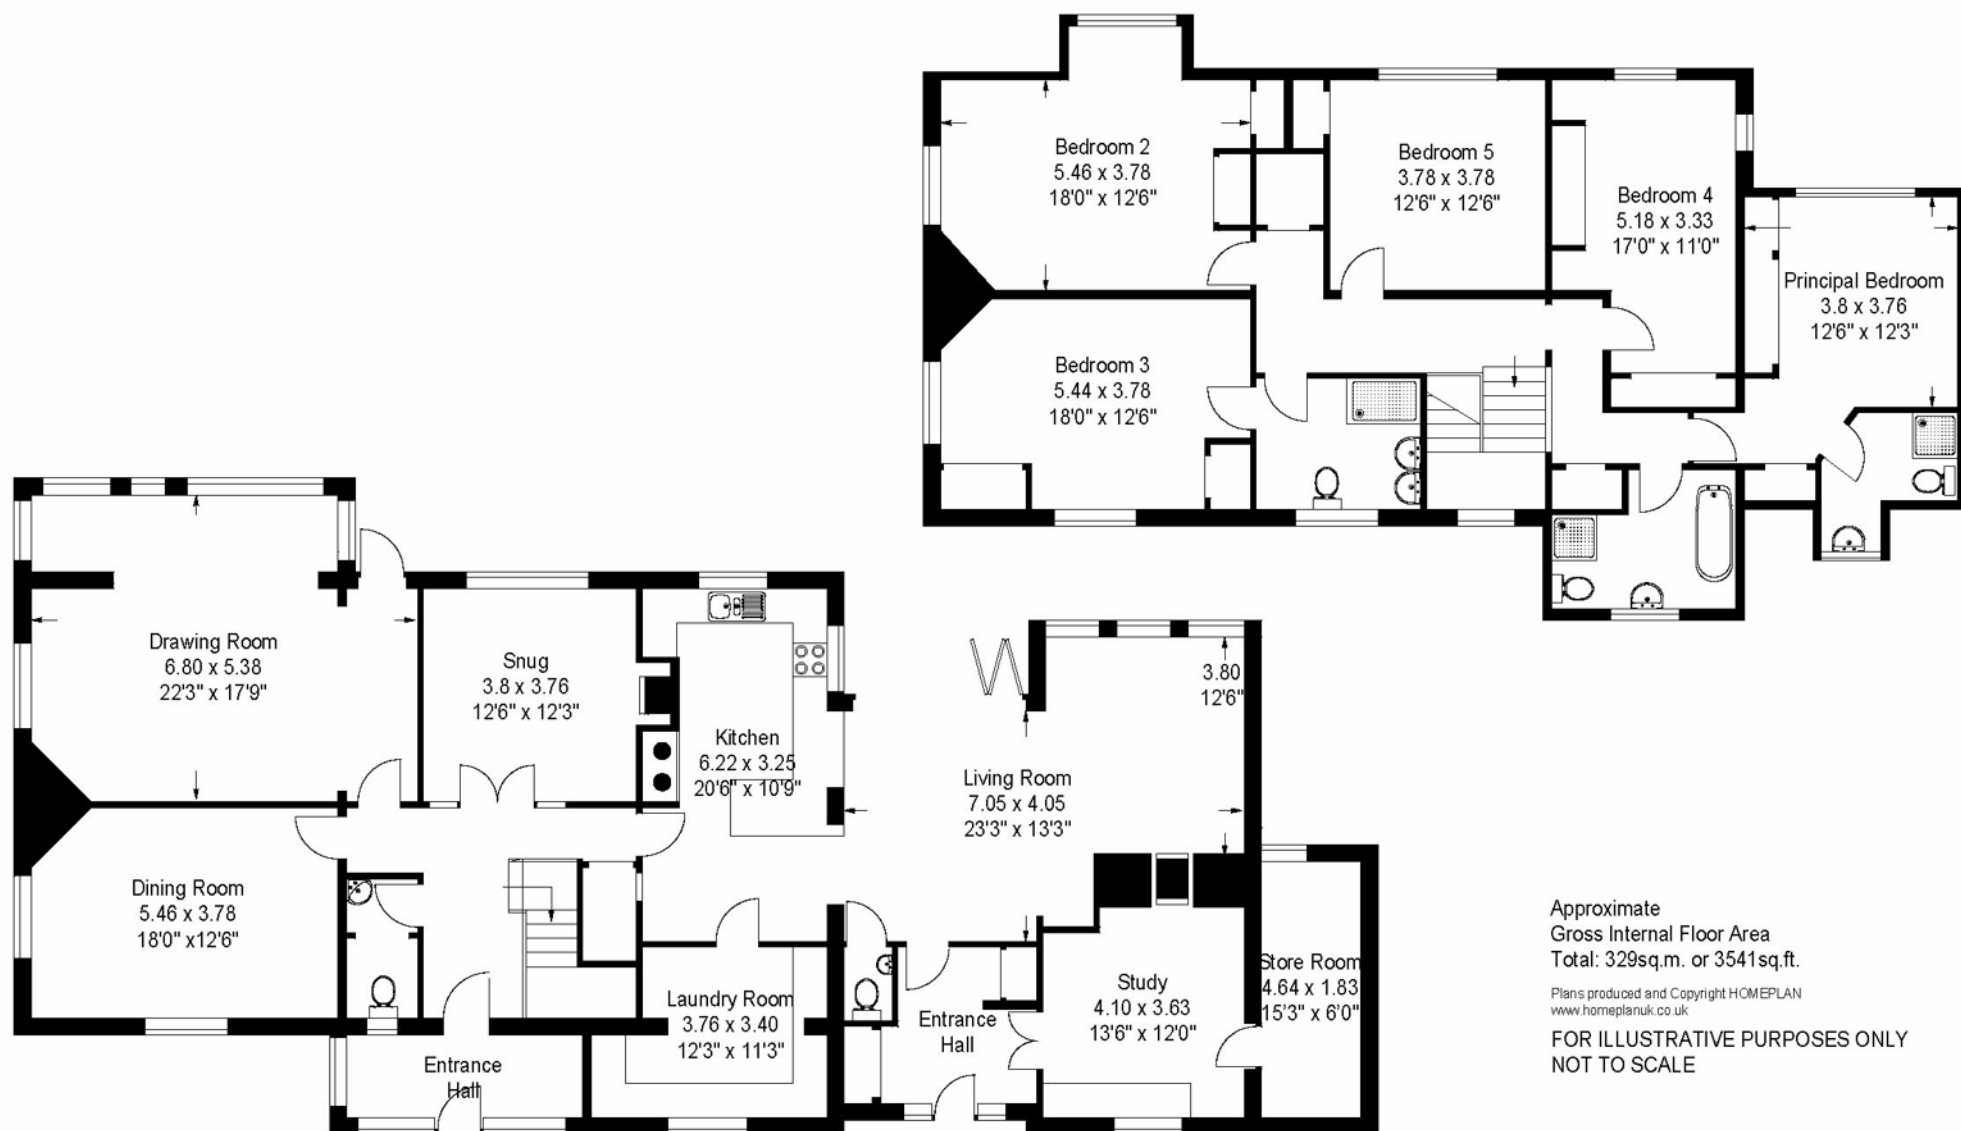 Bedroom 2
5.46 x 3.78
18'0" x 12'6"
Bedroom 5
3.78 x 3.78
12'6" x 12'6"
Bedroom 4
5.18 x 3.33
17'0" x 11'0"
Principal Bedroom
3.8 x 3.76
12'6" x 12'3"
Bedroom 3
5.44 x 3.78
18'0" x 12'6"
Drawing Room
6.80 x 5.38
22'3" x 17'9"
Snug
3.8 x 3.76
12'6" x 12'3"
Kitchen
6.22 x 3.25
20'6" x 10'9"
3.80
12'6"
Living Room
7.05 x 4.05
23'3" x 13'3"
Dining Room
5.46 x 3.78
18'0" x12'6"
Laundry Room
3.76 x 3.40
12'3" x 11'3"
Entrance
Hall
Entrance
Hall
Study
4.10 x 3.63
13'6" x 12'0"
Store Room
4.64 x 1.83
15'3" x 6'0"
Approximate
Gross Internal Floor Area
Total: 329sq.m. or 3541sq.ft.
Plans produced and Copyright HOMEPLAN
www.homeplanuk.co.uk
FOR ILLUSTRATIVE PURPOSES ONLY
NOT TO SCALE